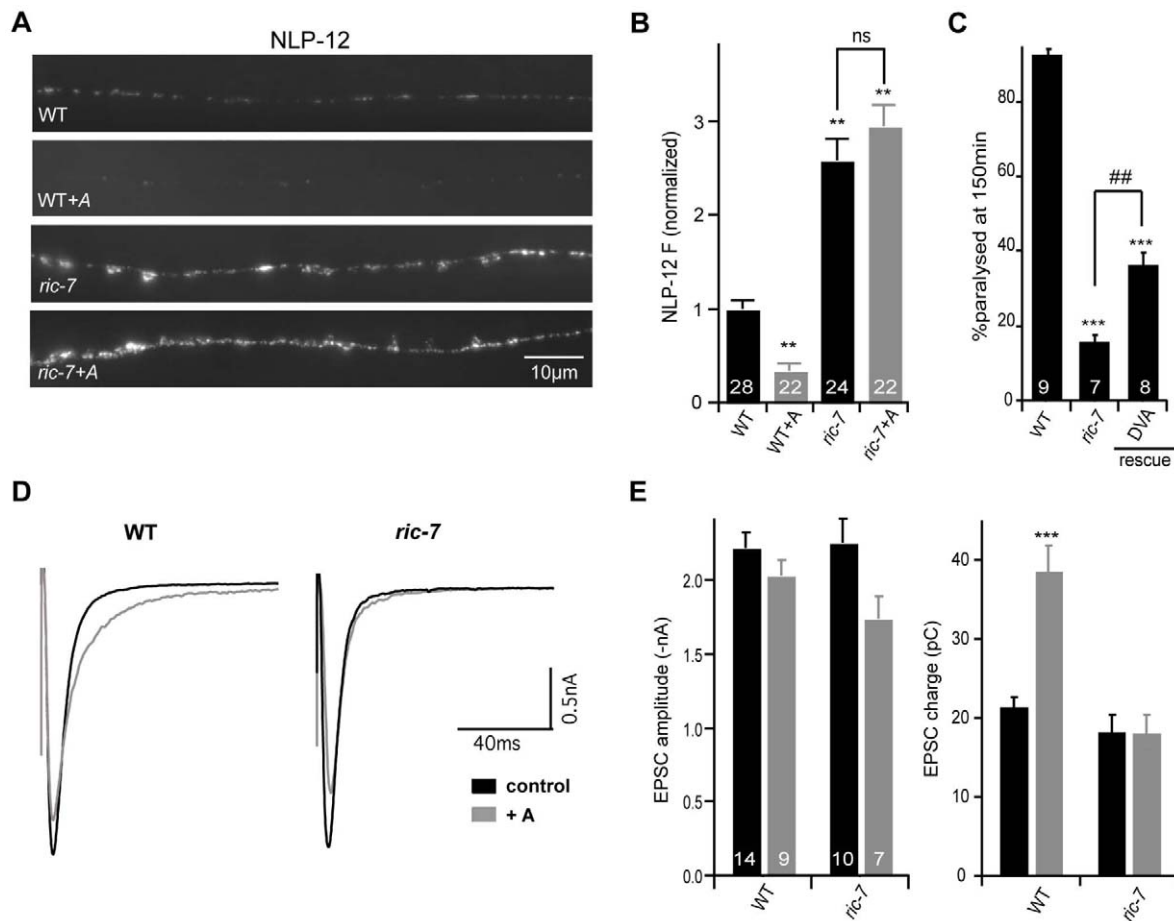 A
NLP-12
WT
WT+A
ric-7
ric-7+A
10μm
B
NLP-12 F (normalized)
3
2
1
0
ns
**
**
**
28
22
24
22
WT
WT+A
ric-7
ric-7+A
C
%paralysed at 150min
80
60
40
20
0
##
***
***
9
7
8
WT
ric-7
DVA
rescue
D
WT
ric-7
0.5nA
40ms
control
+ A
E
EPSC amplitude (-nA)
2.0
1.5
1.0
0.5
0.0
14
9
10
7
WT
ric-7
EPSC charge (pC)
40
30
20
10
0
***
WT
ric-7